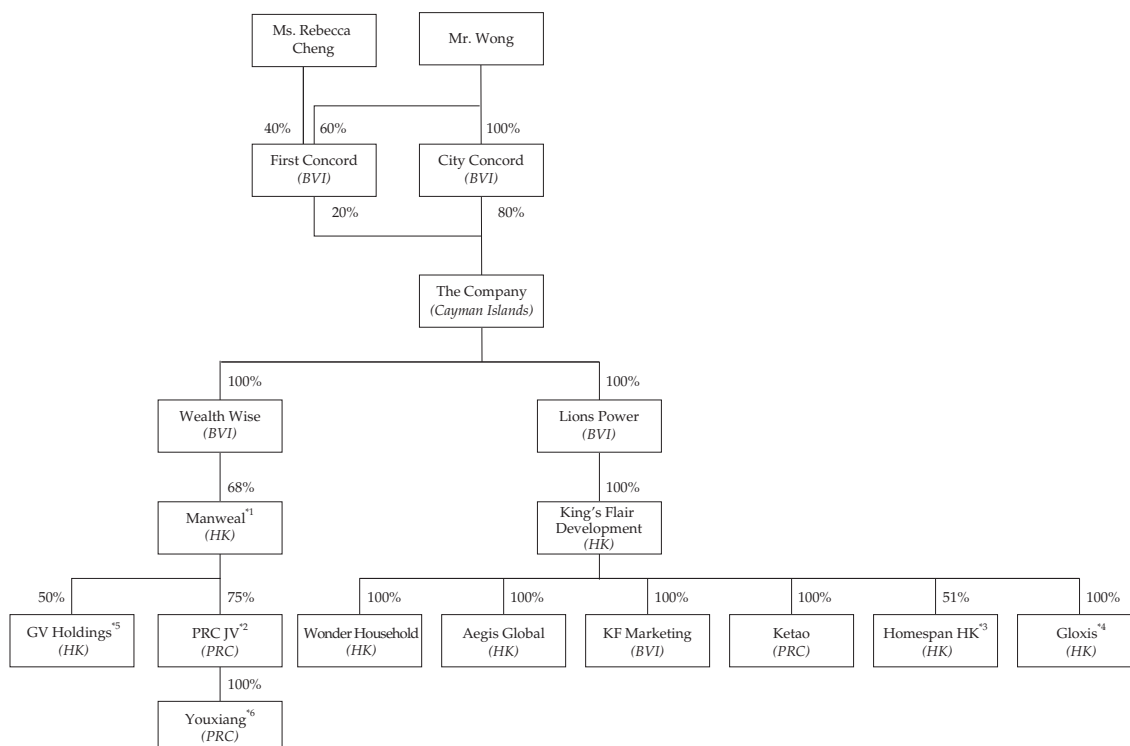 Ms. Rebecca
Cheng
Mr. Wong
40%
60%
100%
First Concord
(BVI)
City Concord
(BVI)
20%
80%
The Company
(Cayman Islands)
100%
100%
Wealth Wise
(BVI)
Lions Power
(BVI)
68%
100%
Manweal*1
(HK)
King's Flair
Development
(HK)
50%
75%
100%
100%
100%
100%
51%
100%
GV Holdings*5
(HK)
PRC JV*2
(PRC)
Wonder Household
(HK)
Aegis Global
(HK)
KF Marketing
(BVI)
Ketao
(PRC)
Homespan HK*3
(HK)
Gloxis*4
(HK)
100%
Youxiang*6
(PRC)